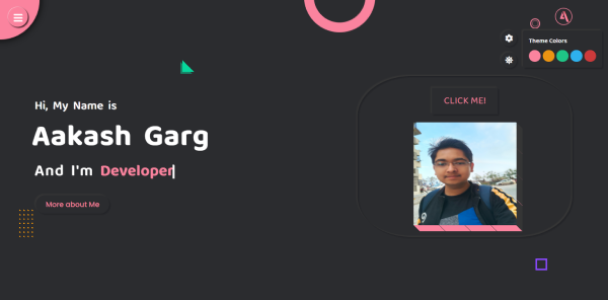 Theme Colors
Hi, My Name is
Aakash Garg
And I'm Developer
More about Me
CLICK ME!